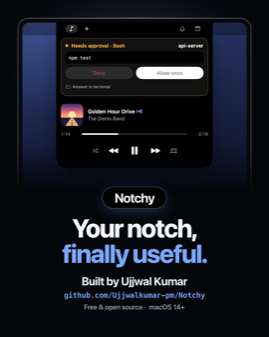 Needs approval · Bash
api-server
npm test
Deny
Allow once
Answer in terminal
Golden Hour Drive
The Demo Band
1:14
-2:18
Notchy
Your notch,
finally useful.
Built by Ujjwal Kumar
github.com/Ujjwalkumar-pm/Notchy
Free & open source · macOS 14+